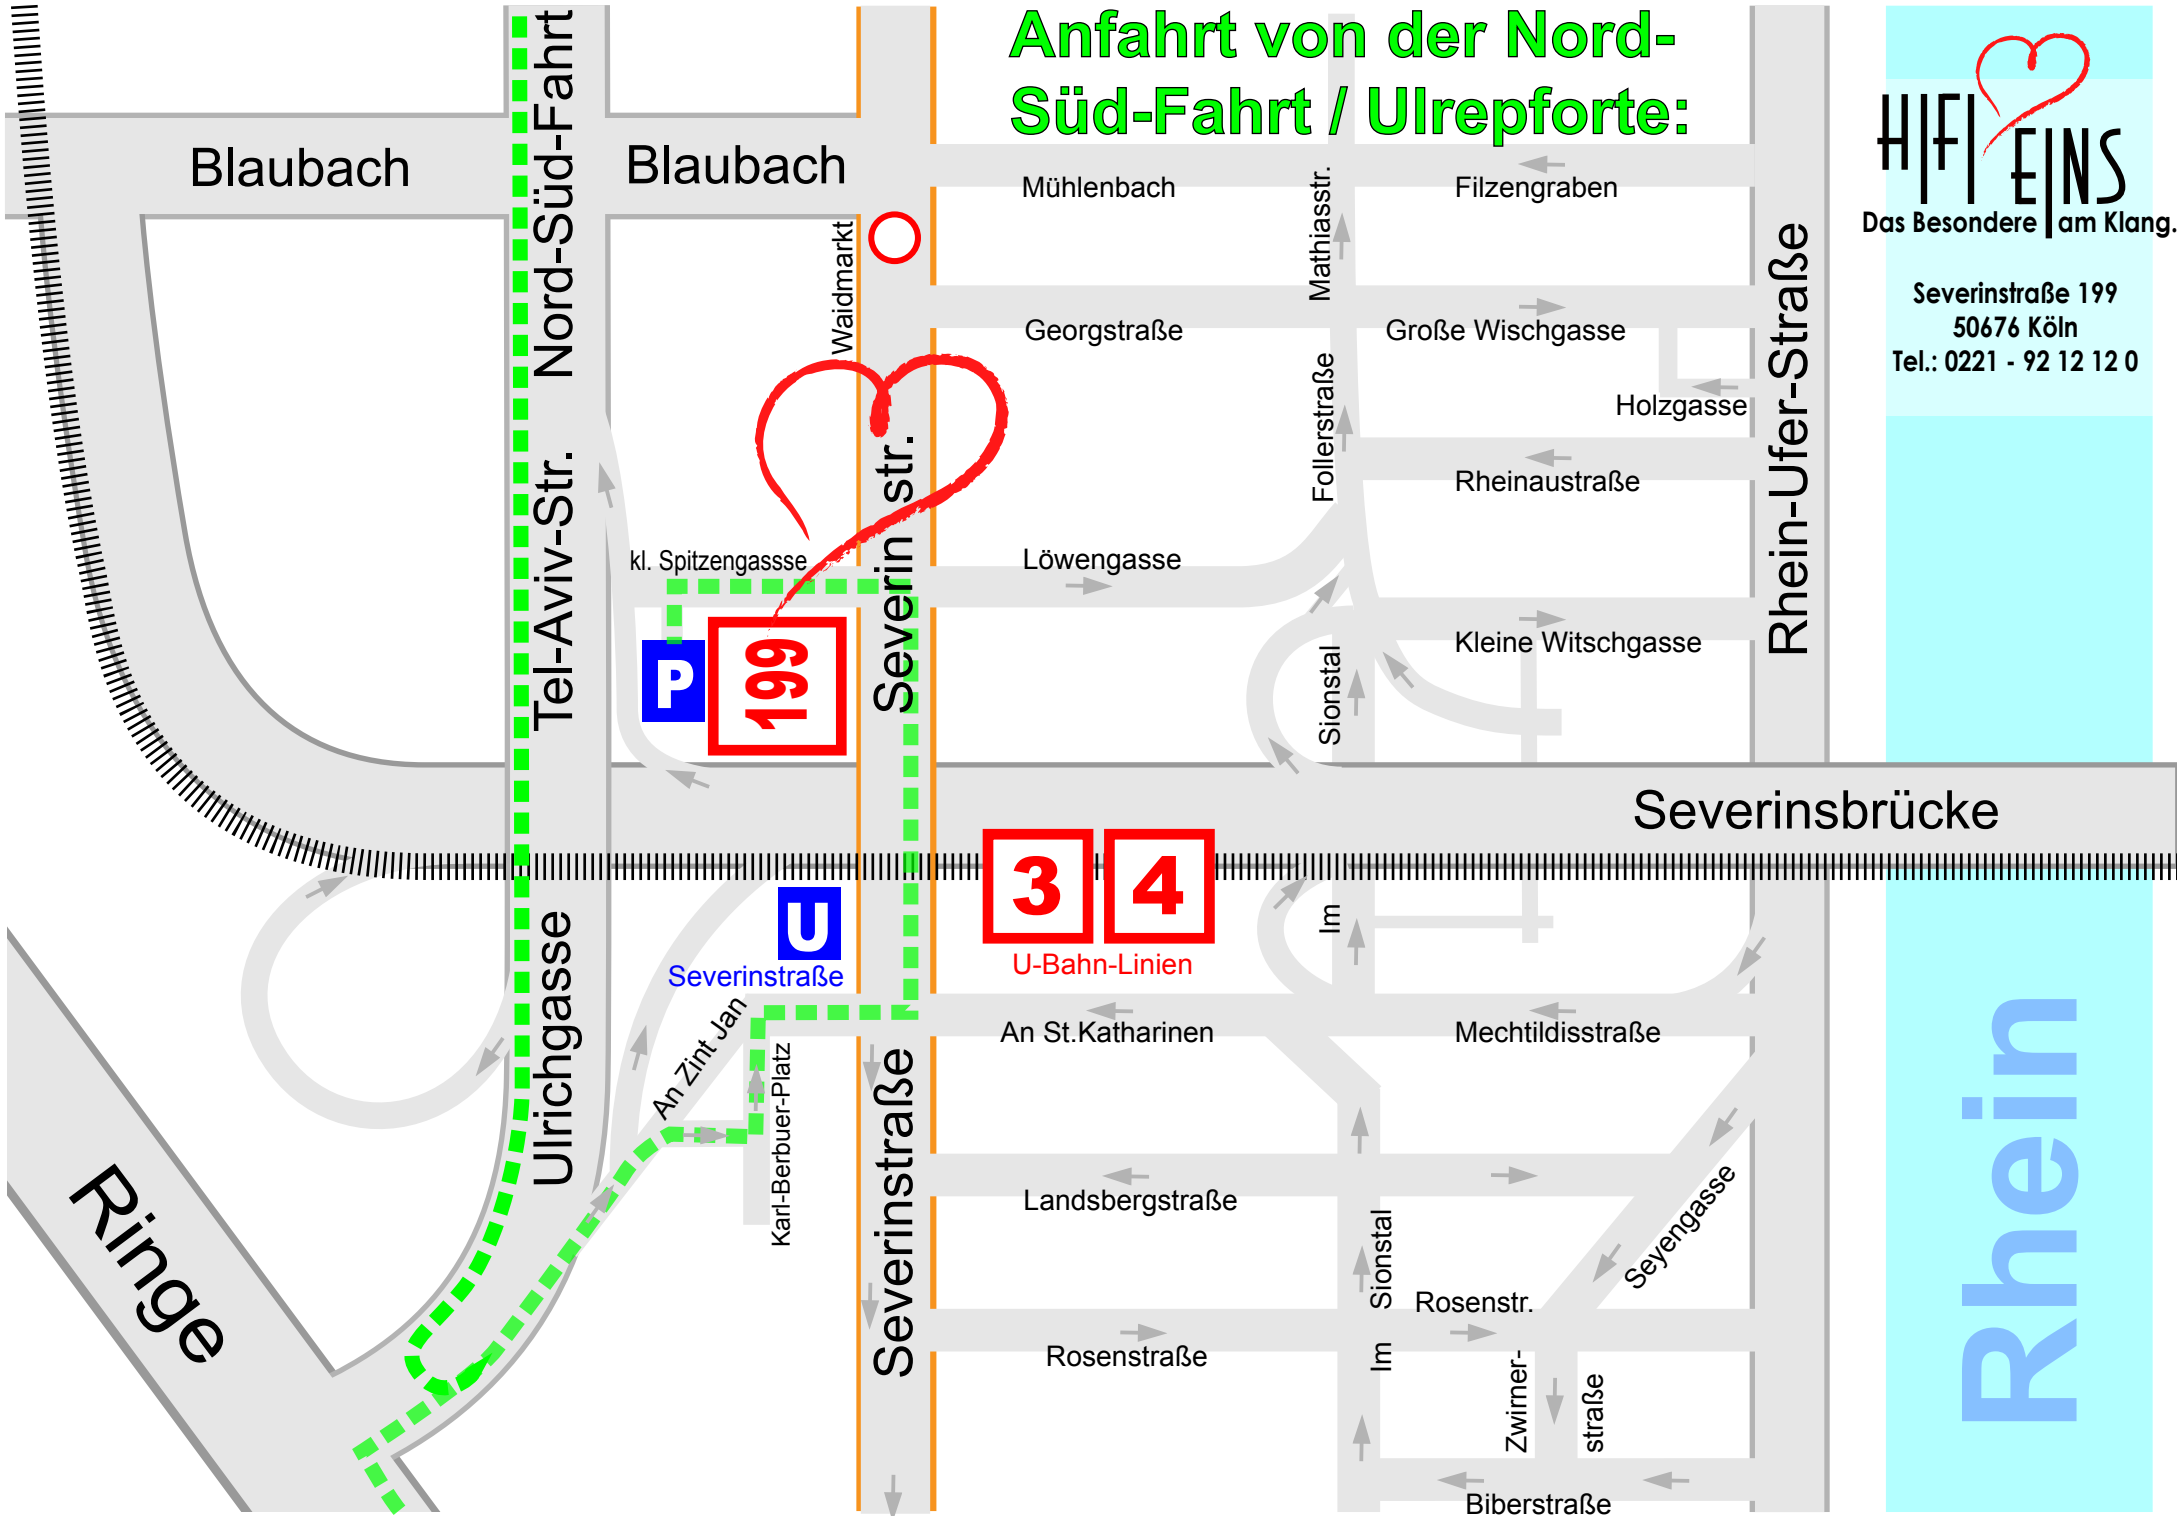 Anfahrt von der Nord-
Süd-Fahrt / Ulrepforte:
HIFI EINS
Das Besondere am Klang.
Severinstraße 199
50676 Köln
Tel.: 0221 - 92 12 12 0
Nord-Süd-Fahrt
Blaubach
Blaubach
Mühlenbach
Mathiasstr.
Filzengraben
Waidmarkt
Georgstraße
Große Wischgasse
Holzgasse
Rhein-Ufer-Straße
Follerstraße
Rheinaustraße
Tel-Aviv-Str.
Severin str.
kl. Spitzengassse
Löwengasse
Kleine Witschgasse
P
199
Sionstal
Im
Severinsbrücke
3
4
U-Bahn-Linien
U
Severinstraße
Ulrichgasse
An Zint Jan
Karl-Berbuer-Platz
An St.Katharinen
Mechtildisstraße
Severinstraße
Landsbergstraße
Seyengasse
Ringe
Rhein
Im Sionstal
Rosenstr.
Rosenstraße
Zwirner-
straße
Biberstraße